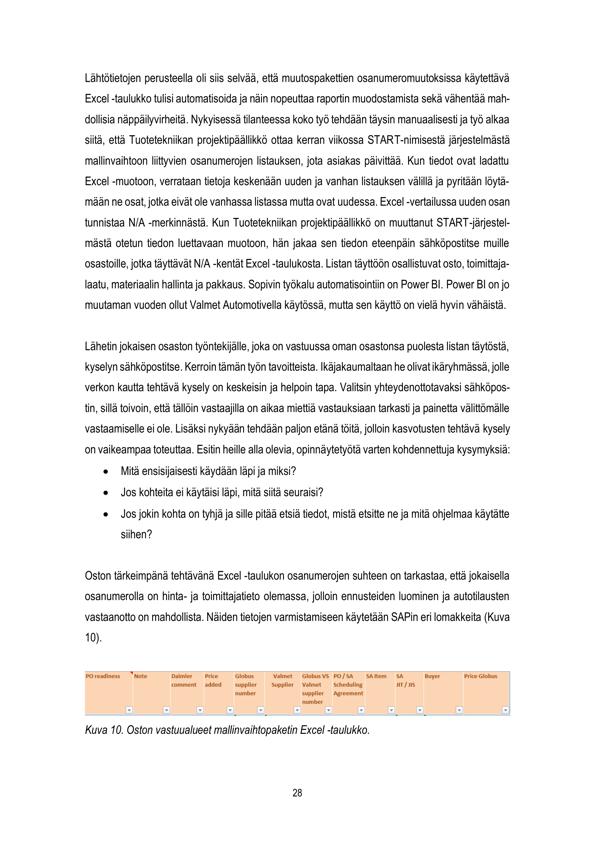 Lähtötietojen perusteella oli siis selvää, että muutospakettien osanumeromuutoksissa käytettävä
Excel -taulukko tulisi automatisoida ja näin nopeuttaa raportin muodostamista sekä vähentää mah-
dollisia näppäilyvirheitä. Nykyisessä tilanteessa koko työ tehdään täysin manuaalisesti ja työ alkaa
siitä, että Tuotetekniikan projektipäällikkö ottaa kerran viikossa START-nimisestä järjestelmästä
mallinvaihtoon liittyvien osanumerojen listauksen, jota asiakas päivittää. Kun tiedot ovat ladattu
Excel -muotoon, verrataan tietoja keskenään uuden ja vanhan listauksen välillä ja pyritään löytä-
mään ne osat, jotka eivät ole vanhassa listassa mutta ovat uudessa. Excel -vertailussa uuden osan
tunnistaa N/A -merkinnästä. Kun Tuotetekniikan projektipäällikkö on muuttanut START-järjestel-
mästä otetun tiedon luettavaan muotoon, hän jakaa sen tiedon eteenpäin sähköpostitse muille
osastoille, jotka täyttävät N/A -kentät Excel -taulukosta. Listan täyttöön osallistuvat osto, toimittaja-
laatu, materiaalin hallinta ja pakkaus. Sopivin työkalu automatisointiin on Power BI. Power BI on jo
muutaman vuoden ollut Valmet Automotivella käytössä, mutta sen käyttö on vielä hyvin vähäistä.
Lähetin jokaisen osaston työntekijälle, joka on vastuussa oman osastonsa puolesta listan täytöstä,
kyselyn sähköpostitse. Kerroin tämän työn tavoitteista. Ikäjakaumaltaan he olivat ikäryhmässä, jolle
verkon kautta tehtävä kysely on keskeisin ja helpoin tapa. Valitsin yhteydenottotavaksi sähköpos-
tin, sillä toivoin, että tällöin vastaajilla on aikaa miettiä vastauksiaan tarkasti ja painetta välittömälle
vastaamiselle ei ole. Lisäksi nykyään tehdään paljon etänä töitä, jolloin kasvotusten tehtävä kysely
on vaikeampaa toteuttaa. Esitin heille alla olevia, opinnäytetyötä varten kohdennettuja kysymyksiä:
• Mitä ensisijaisesti käydään läpi ja miksi?
• Jos kohteita ei käytäisi läpi, mitä siitä seuraisi?
• Jos jokin kohta on tyhjä ja sille pitää etsiä tiedot, mistä etsitte ne ja mitä ohjelmaa käytätte
siihen?
Oston tärkeimpänä tehtävänä Excel -taulukon osanumerojen suhteen on tarkastaa, että jokaisella
osanumerolla on hinta- ja toimittajatieto olemassa, jolloin ennusteiden luominen ja autotilausten
vastaanotto on mahdollista. Näiden tietojen varmistamiseen käytetään SAPin eri lomakkeita (Kuva
10).
PO readiness Note Daimler Price Globus Valmet Globus VS PO / SA SA Item SA Buyer Price Globus
comment added supplier Supplier Valmet Scheduling JIT / JIS
number supplier Agreement
number
Kuva 10. Oston vastuualueet mallinvaihtopaketin Excel -taulukko.
28